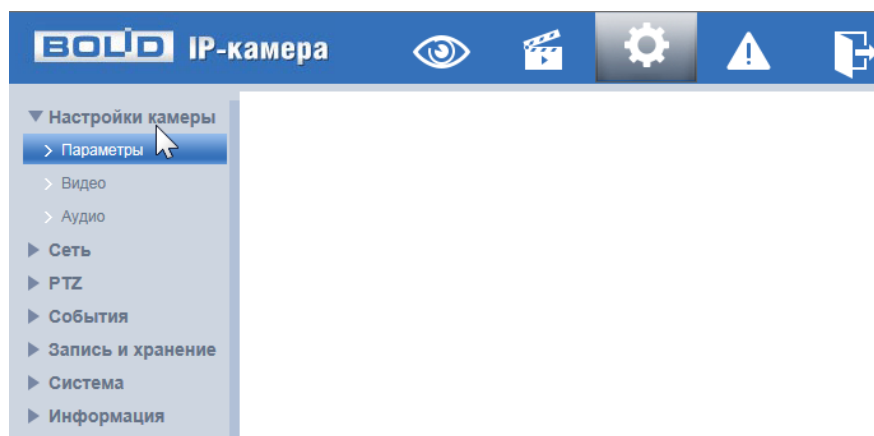 BOLID IP-камера
Настройки камеры
Параметры
Видео
Аудио
Сеть
PTZ
События
Запись и хранение
Система
Информация